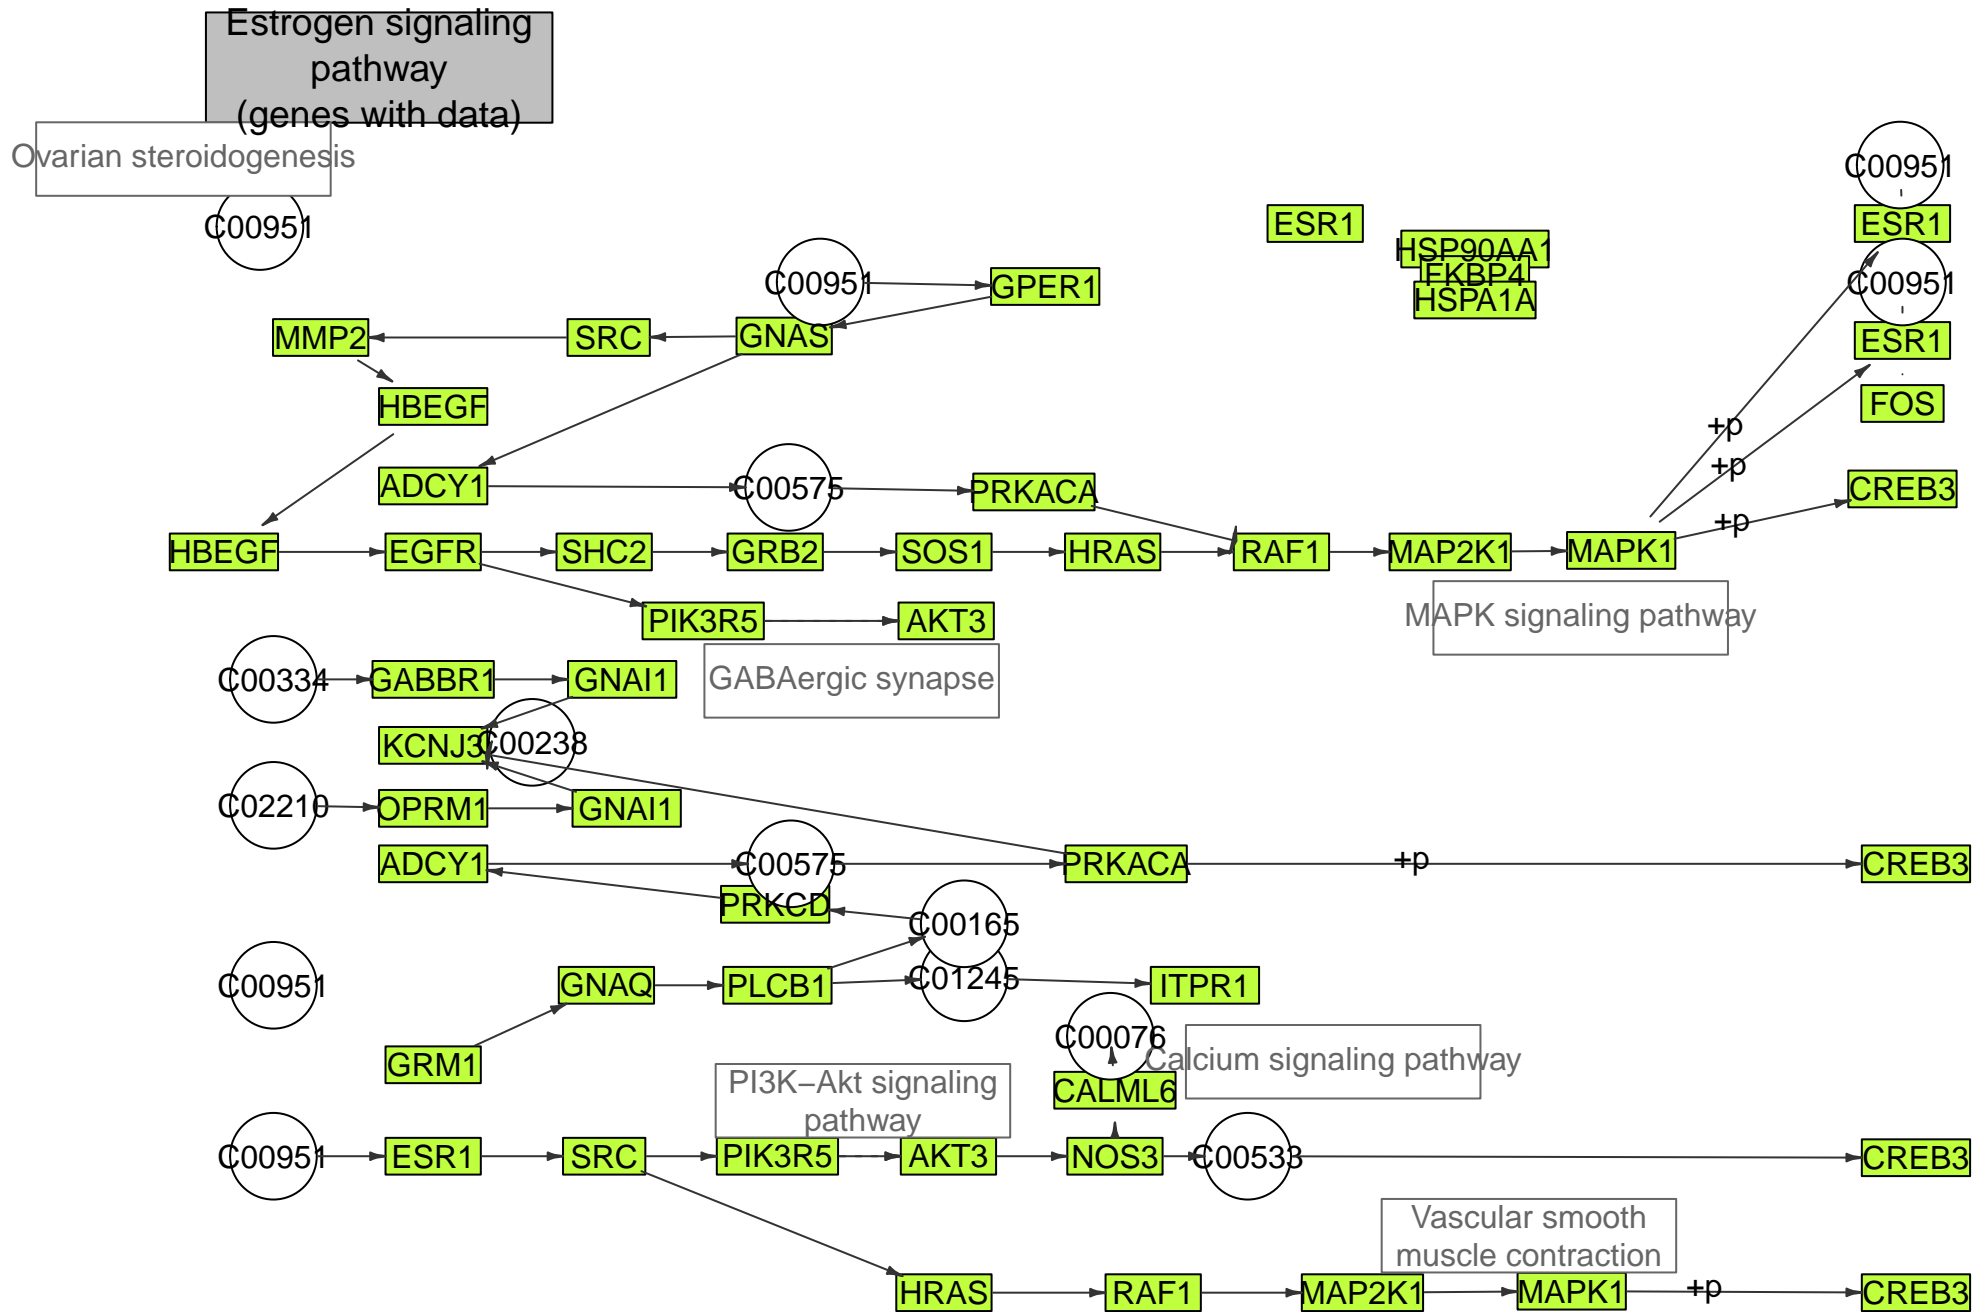 Estrogen signaling
pathway
(genes with data)
Ovarian steroidogenesis
C00951
C00951
ESR1
ESR1
HSP90AA1
FKBP4
HSPA1A
C00951
GPER1
C00951
MMP2
SRC
GNAS
ESR1
HBEGF
FOS
+p
+p
ADCY1
C00575
PRKACA
CREB3
+p
HBEGF
EGFR
SHC2
GRB2
SOS1
HRAS
RAF1
MAP2K1
MAPK1
PIK3R5
AKT3
MAPK signaling pathway
C00334
GABBR1
GNAI1
GABAergic synapse
KCNJ3
C00238
C02210
OPRM1
GNAI1
ADCY1
C00575
PRKACA
+p
CREB3
PRKCD
C00165
C00951
GNAQ
PLCB1
C01245
ITPR1
C00076
Calcium signaling pathway
GRM1
CALML6
PI3K−Akt signaling
pathway
C00951
ESR1
SRC
PIK3R5
AKT3
NOS3
C00533
CREB3
Vascular smooth
muscle contraction
HRAS
RAF1
MAP2K1
MAPK1
+p
CREB3